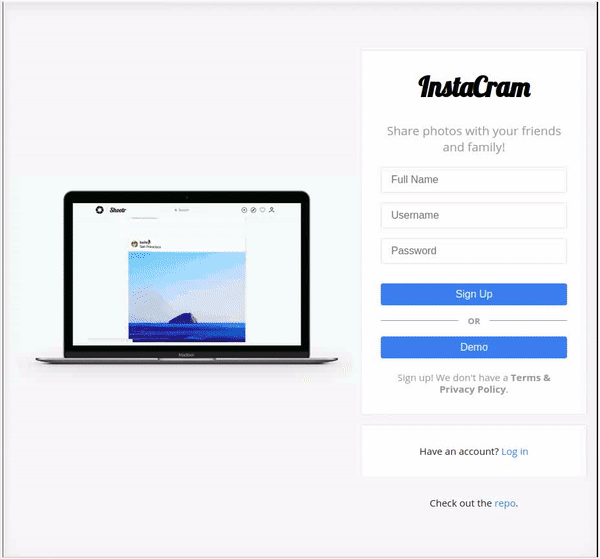 InstaCram
Share photos with your friends
and family!
Full Name
Username
Password
Sign Up
OR
Demo
Sign up! We don't have a Terms &
Privacy Policy.
Have an account? Log in
Check out the repo.
Shootr
Search
San Francisco
MacBook